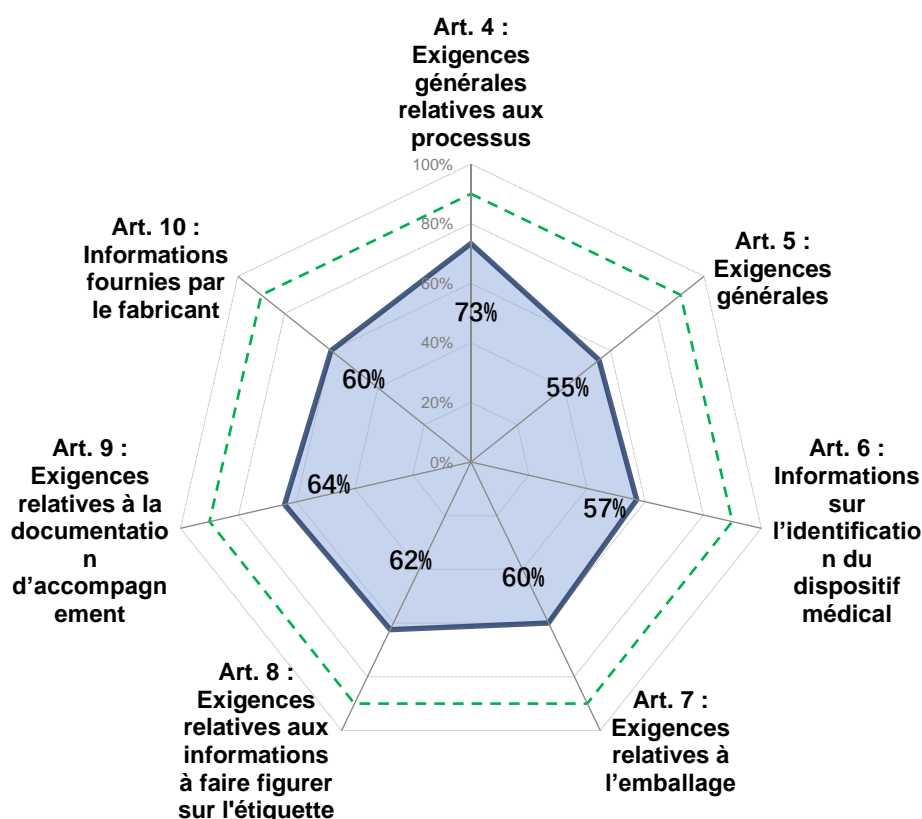 Art. 4 :
Exigences
générales
relatives aux
processus
100%
80%
60%
40%
20%
0%
Art. 5 :
Exigences
générales
Art. 6 :
Informations
sur
l’identificatio
n du
dispositif
médical
Art. 7 :
Exigences
relatives à
l’emballage
Art. 8 :
Exigences
relatives aux
informations
à faire figurer
sur l'étiquette
Art. 9 :
Exigences
relatives à la
documentatio
n
d’accompagn
ement
Art. 10 :
Informations
fournies par
le fabricant
73%
55%
57%
60%
62%
64%
60%